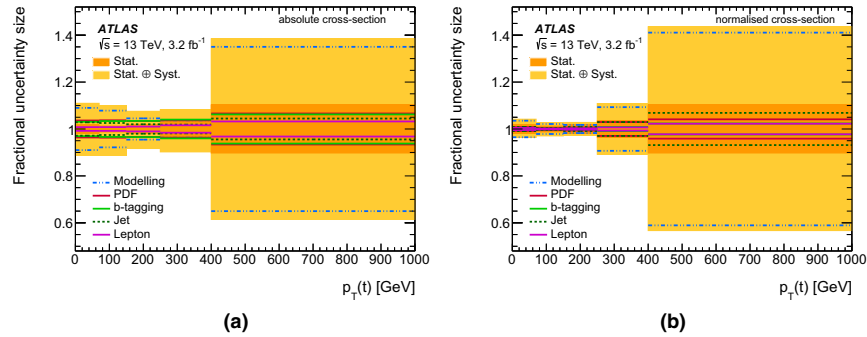 Fractional uncertainty size
ATLAS
√s = 13 TeV, 3.2 fb⁻¹
Stat.
Stat. ⊕ Syst.
absolute cross-section
1.4
1.2
1
0.8
0.6
Modelling
PDF
b-tagging
Jet
Lepton
0 100 200 300 400 500 600 700 800 900 1000
p_T(t) [GeV]
(a)
Fractional uncertainty size
ATLAS
√s = 13 TeV, 3.2 fb⁻¹
Stat.
Stat. ⊕ Syst.
normalised cross-section
1.4
1.2
1
0.8
0.6
Modelling
PDF
b-tagging
Jet
Lepton
0 100 200 300 400 500 600 700 800 900 1000
p_T(t) [GeV]
(b)